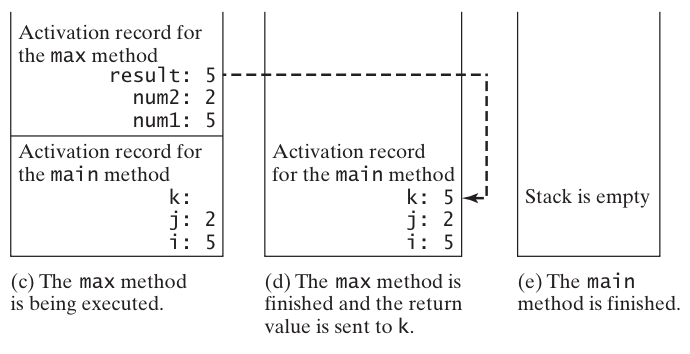 Activation record for
the max method
result: 5
num2: 2
num1: 5
Activation record for
the main method
k:
j: 2
i: 5
(c) The max method
is being executed.
Activation record
for the main method
k: 5
j: 2
i: 5
(d) The max method is
finished and the return
value is sent to k.
Stack is empty
(e) The main
method is finished.